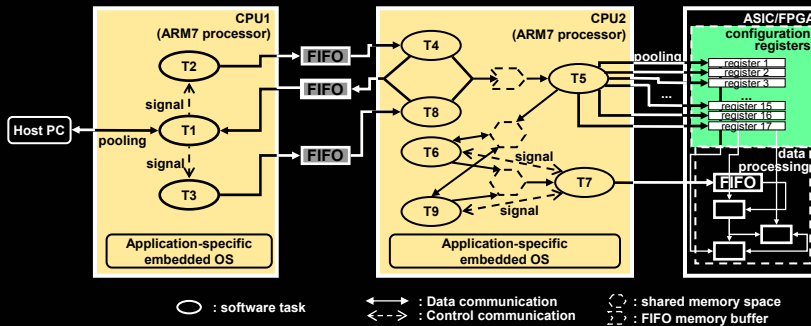 CPU1
(ARM7 processor)
CPU2
(ARM7 processor)
ASIC/FPGA
configuration
registers
T2
FIFO
T4
pooling
register 1
register 2
register 3
...
...
register 15
register 16
register 17
signal
FIFO
T5
Host PC
pooling
T1
T8
signal
FIFO
T6
signal
data
processing
T3
T7
FIFO
T9
signal
Application-specific
embedded OS
Application-specific
embedded OS
: software task
: Data communication
: Control communication
: shared memory space
: FIFO memory buffer